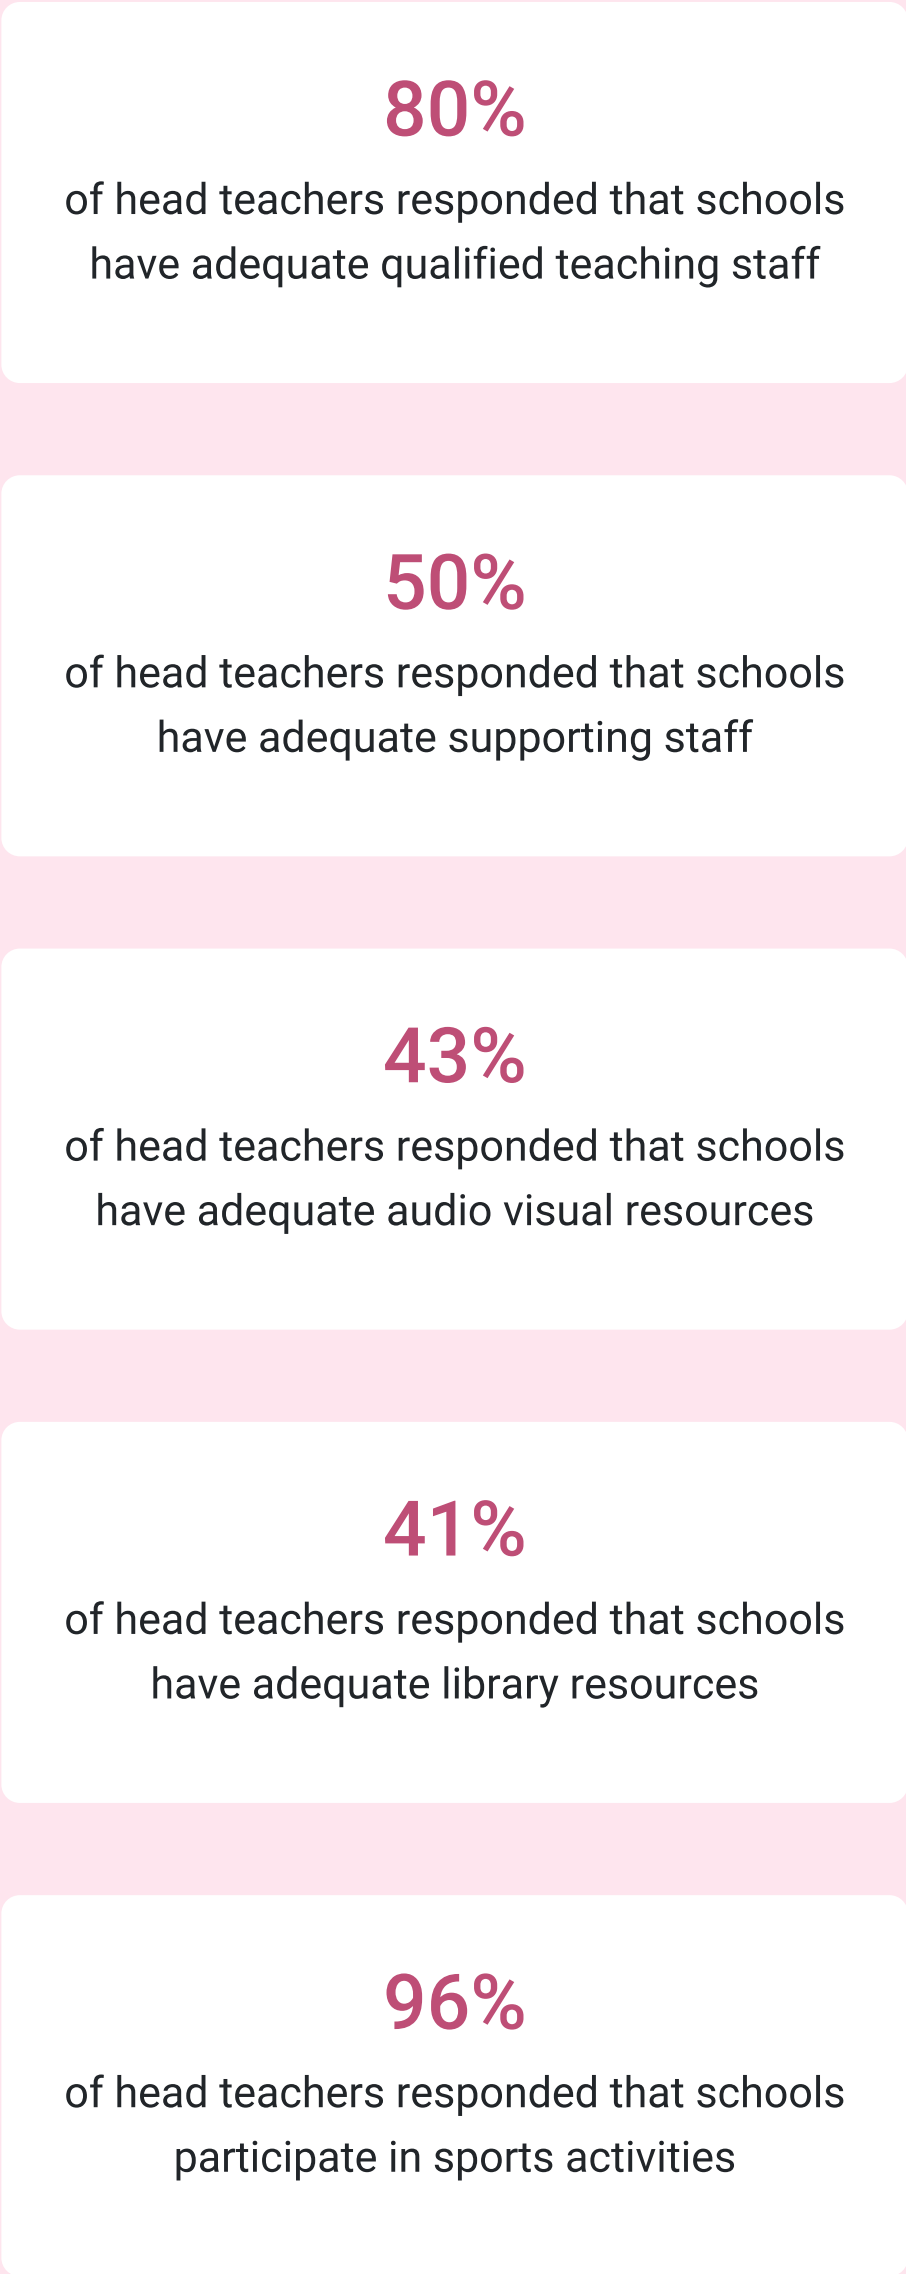 80%
of head teachers responded that schools
have adequate qualified teaching staff
50%
of head teachers responded that schools
have adequate supporting staff
43%
of head teachers responded that schools
have adequate audio visual resources
41%
of head teachers responded that schools
have adequate library resources
96%
of head teachers responded that schools
participate in sports activities